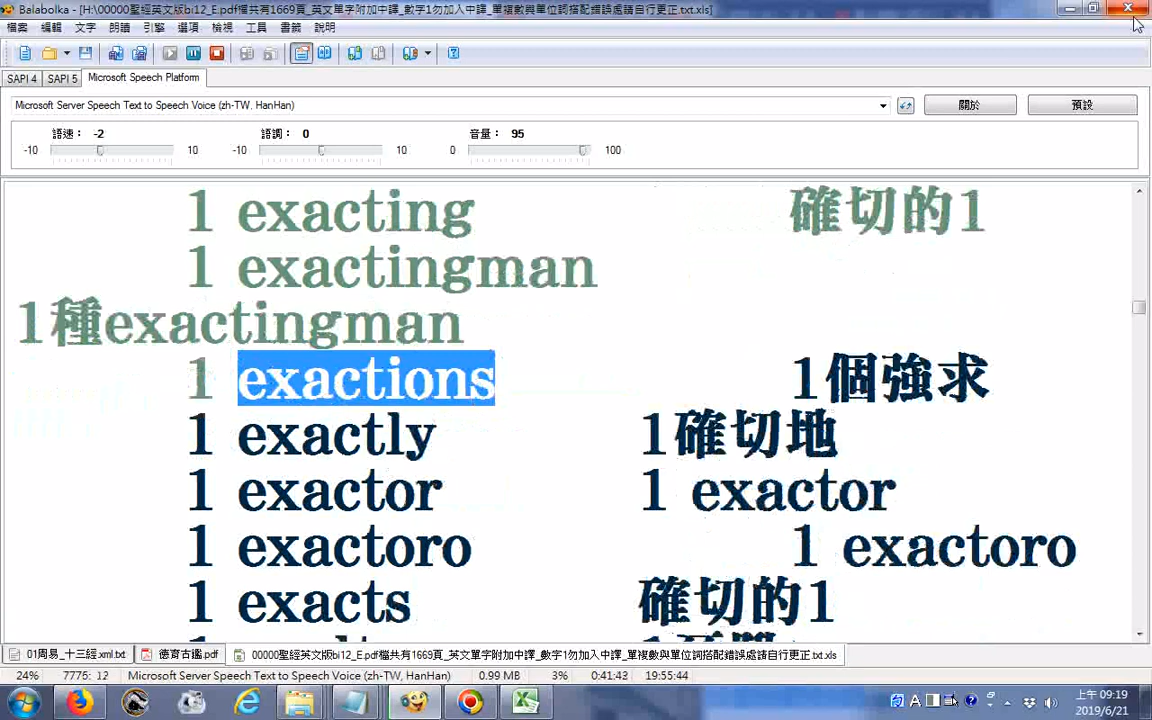 Balabolka - [H:\00000聖經英文版bi12_E.pdf檔共有1669頁_英文單字附加中譯_數字1勿加入中譯_單複數與單位詞搭配錯誤處請自行更正.txt.xls]
檔案 編輯 文字 朗讀 引擎 選項 檢視 工具 書籤 說明
SAPI 4 SAPI 5 Microsoft Speech Platform
Microsoft Server Speech Text to Speech Voice (zh-TW, HanHan) 關於 預設
語速： -2 語調： 0 音量： 95
-10 10 -10 10 0 100
1 exacting 確切的1
1 exactingman
1種exactingman
1 exactions 1個強求
1 exactly 1確切地
1 exactor 1 exactor
1 exactoro 1 exactoro
1 exacts 確切的1
01周易_十三經.xml.txt 德育古鑑.pdf 00000聖經英文版bi12_E.pdf檔共有1669頁_英文單字附加中譯_數字1勿加入中譯_單複數與單位詞搭配錯誤處請自行更正.txt.xls
24% 7775: 12 Microsoft Server Speech Text to Speech Voice (zh-TW, HanHan) 0.99 MB 3% 0:41:43 19:55:44
上午 09:19
2019/6/21